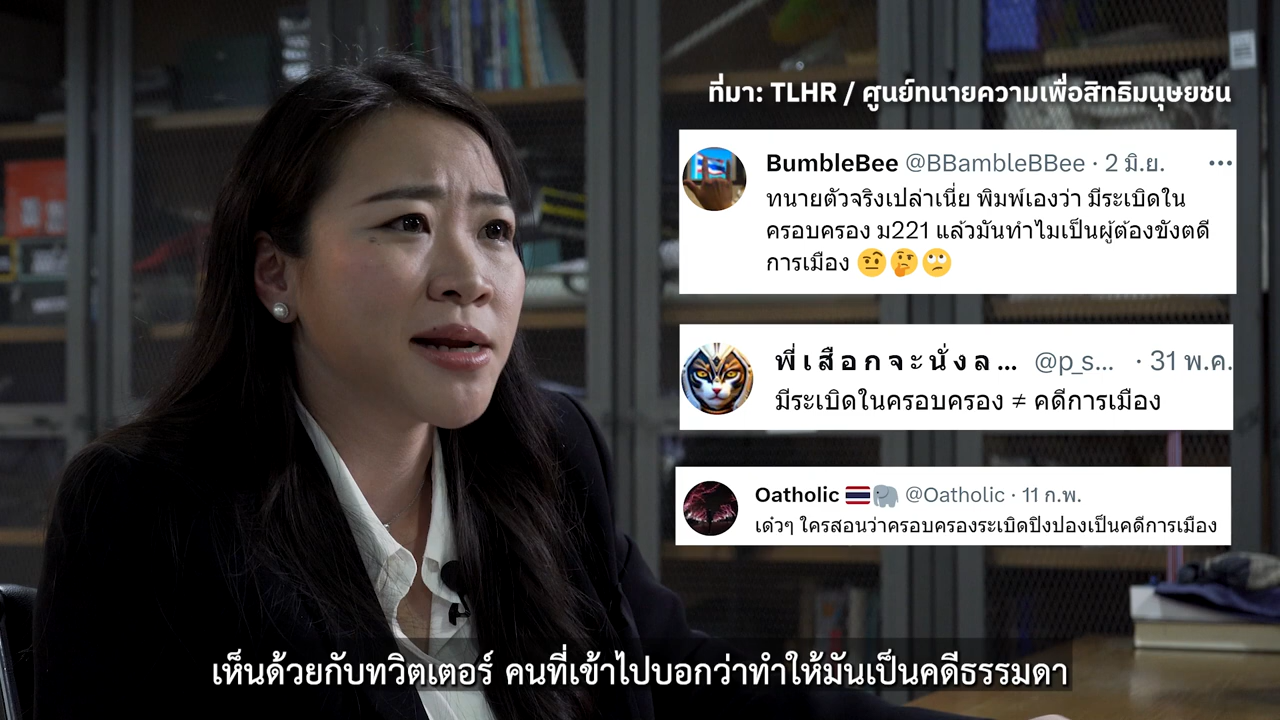 ที่มา: TLHR / ศูนย์ทนายความเพื่อสิทธิมนุษยชน
BumbleBee @BBambleBBee · 2 มิ.ย. ···
ทนายตัวจริงเปล่าเนี่ย พิมพ์เองว่า มีระเบิดใน
ครอบครอง ม221 แล้วมันทำไมเป็นผู้ต้องขังตดี
การเมือง 🤨🤔🙄
พี่ เ สื อ ก จ ะ นั่ ง ล ... @p_s... · 31 พ.ค.
มีระเบิดในครอบครอง ≠ คดีการเมือง
Oatholic 🇹🇭🐘 @Oatholic · 11 ก.พ.
เด๋วๆ ใครสอนว่าครอบครองระเบิดปิงปองเป็นคดีการเมือง
เห็นด้วยกับทวิตเตอร์ คนที่เข้าไปบอกว่าทำให้มันเป็นคดีธรรมดา